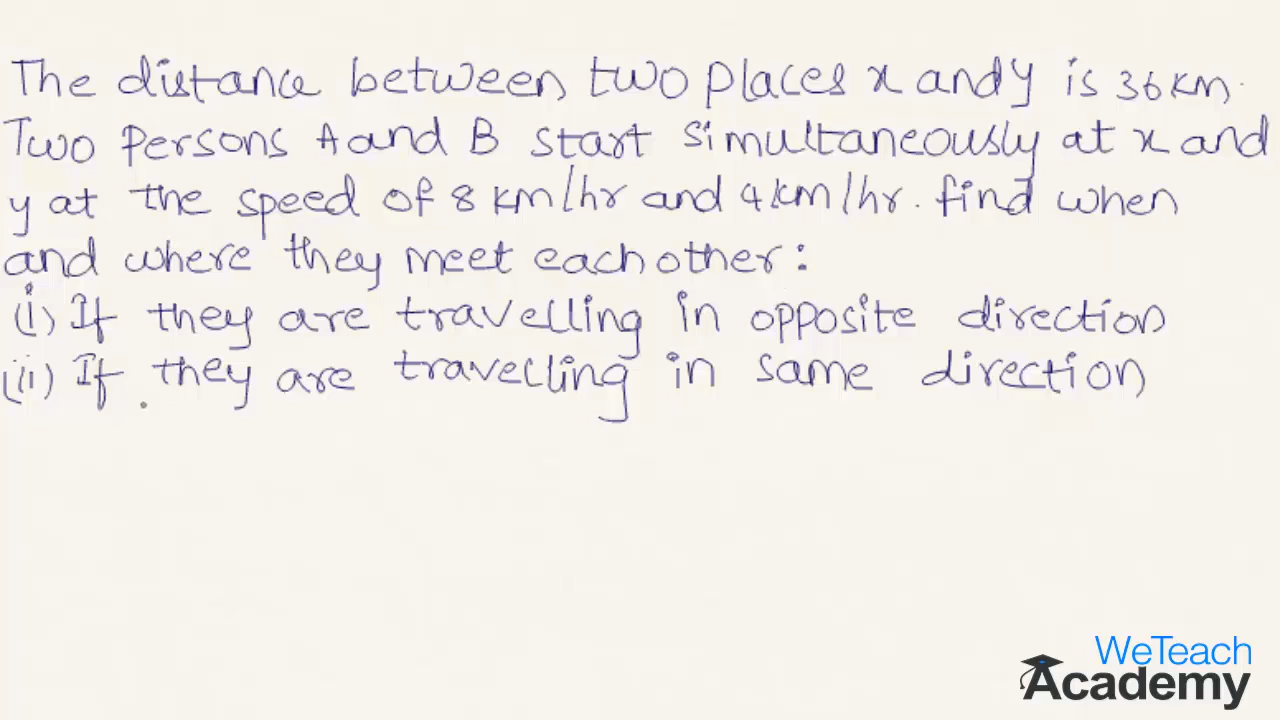 The distance between two places x and y is 36 km.
Two Persons A and B start simultaneously at x and
y at the speed of 8 km/hr and 4 km/hr. find when
and where they meet each other:
(i) If they are travelling in opposite direction
(ii) If they are travelling in same direction
WeTeach
Academy